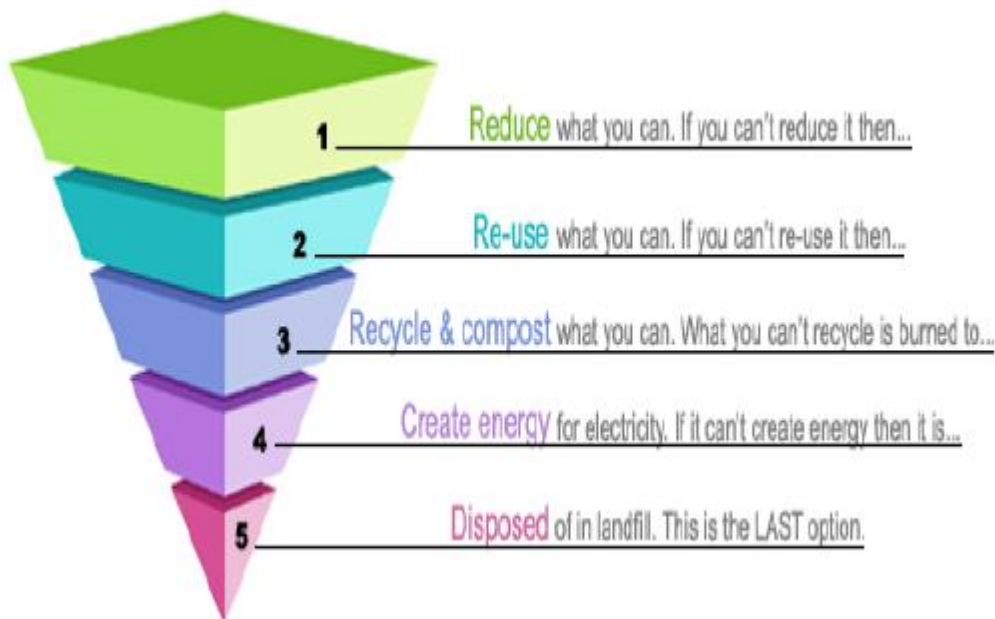 1 Reduce what you can. If you can't reduce it then...
2 Re-use what you can. If you can't re-use it then...
3 Recycle & compost what you can. What you can't recycle is burned to...
4 Create energy for electricity. If it can't create energy then it is...
5 Disposed of in landfill. This is the LAST option.